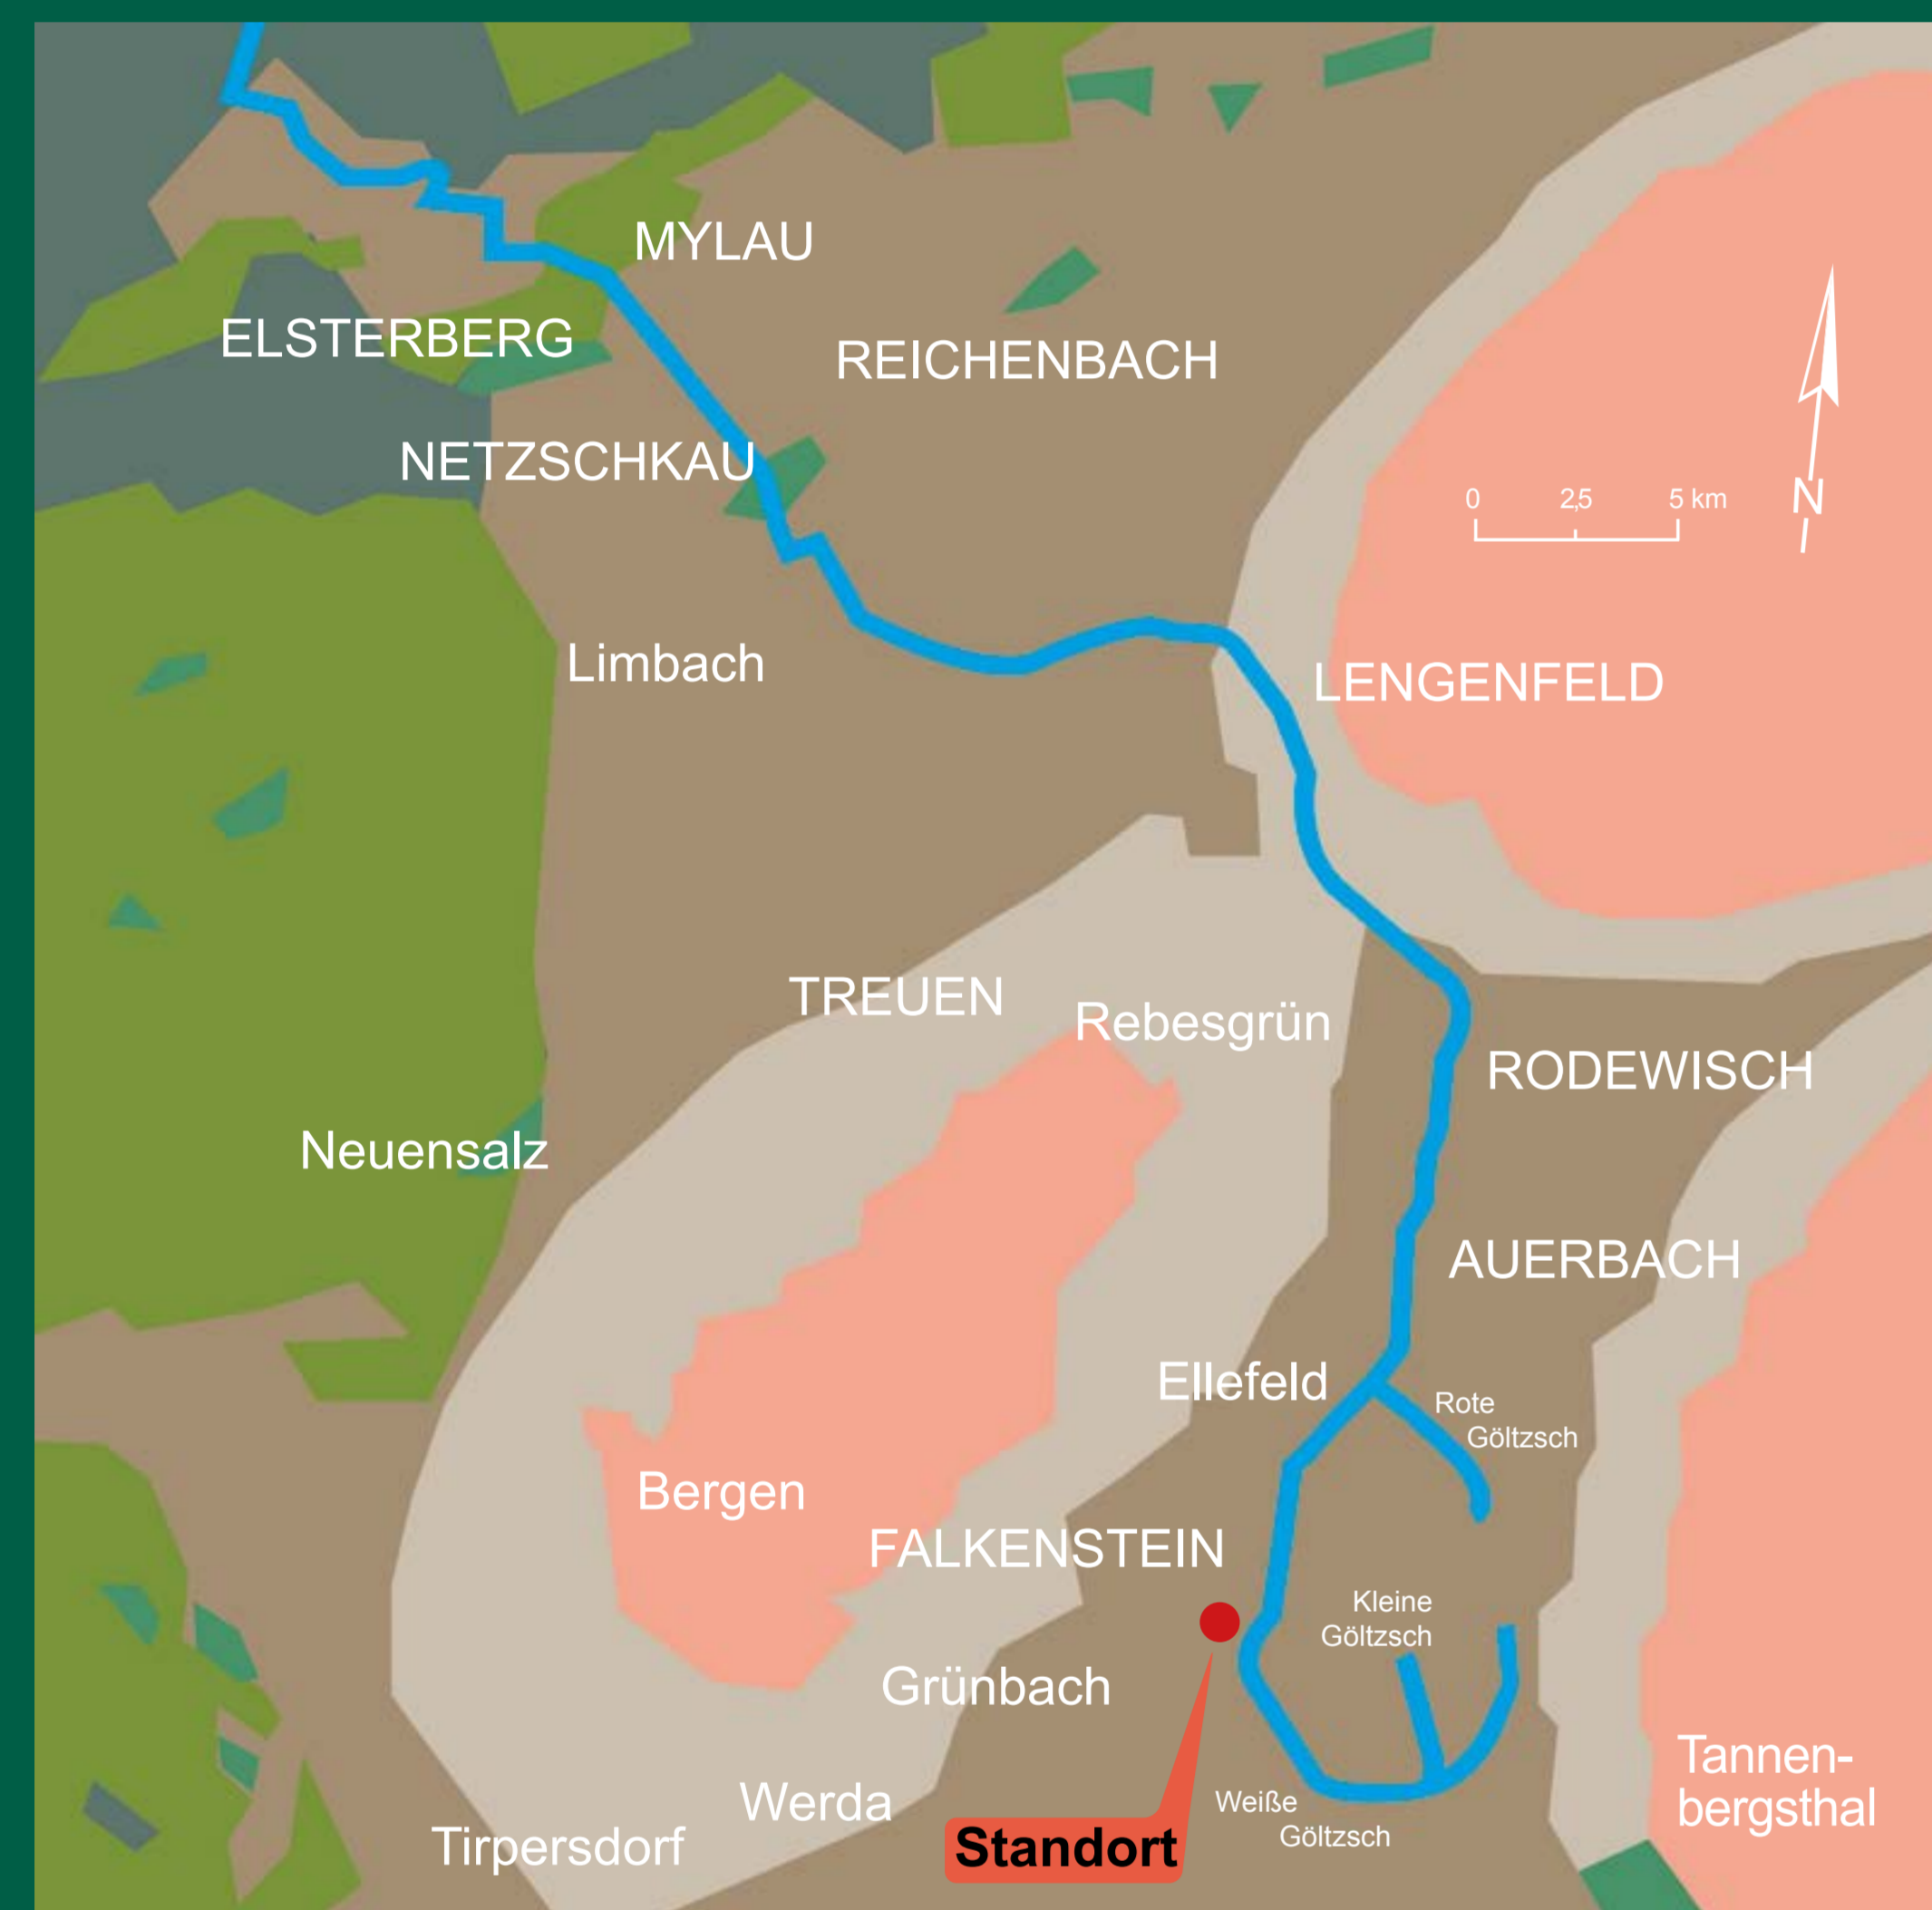 MYLAU
ELSTERBERG
REICHENBACH
NETZSCHKAU
0 2,5 5 km
N
Limbach
LENGENFELD
TREUEN
Rebesgrün
RODEWISCH
Neuensalz
AUERBACH
Ellefeld
Rote
Göltzsch
Bergen
FALKENSTEIN
Kleine
Göltzsch
Grünbach
Tannen-
bergsthal
Werda
Weiße
Göltzsch
Tirpersdorf
Standort